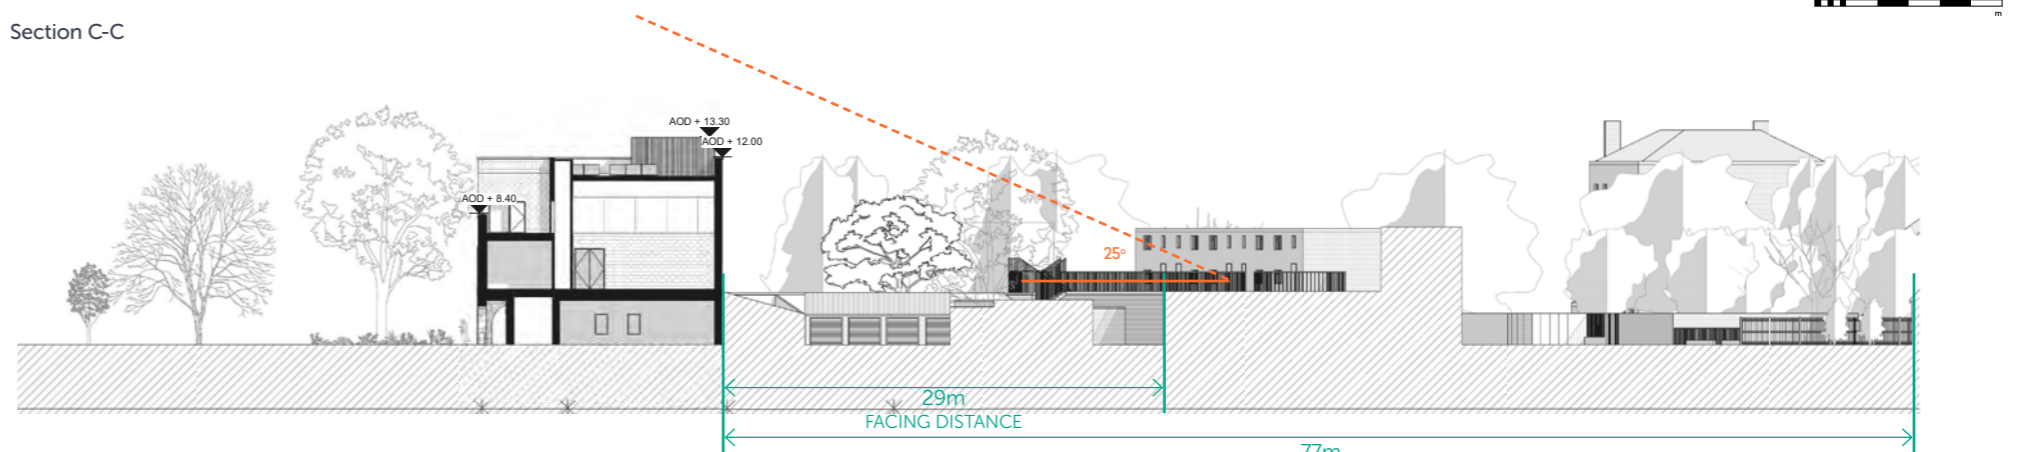 m
Section C-C
AOD + 13.30
AOD + 12.00
AOD + 8.40
25°
29m
FACING DISTANCE
77m